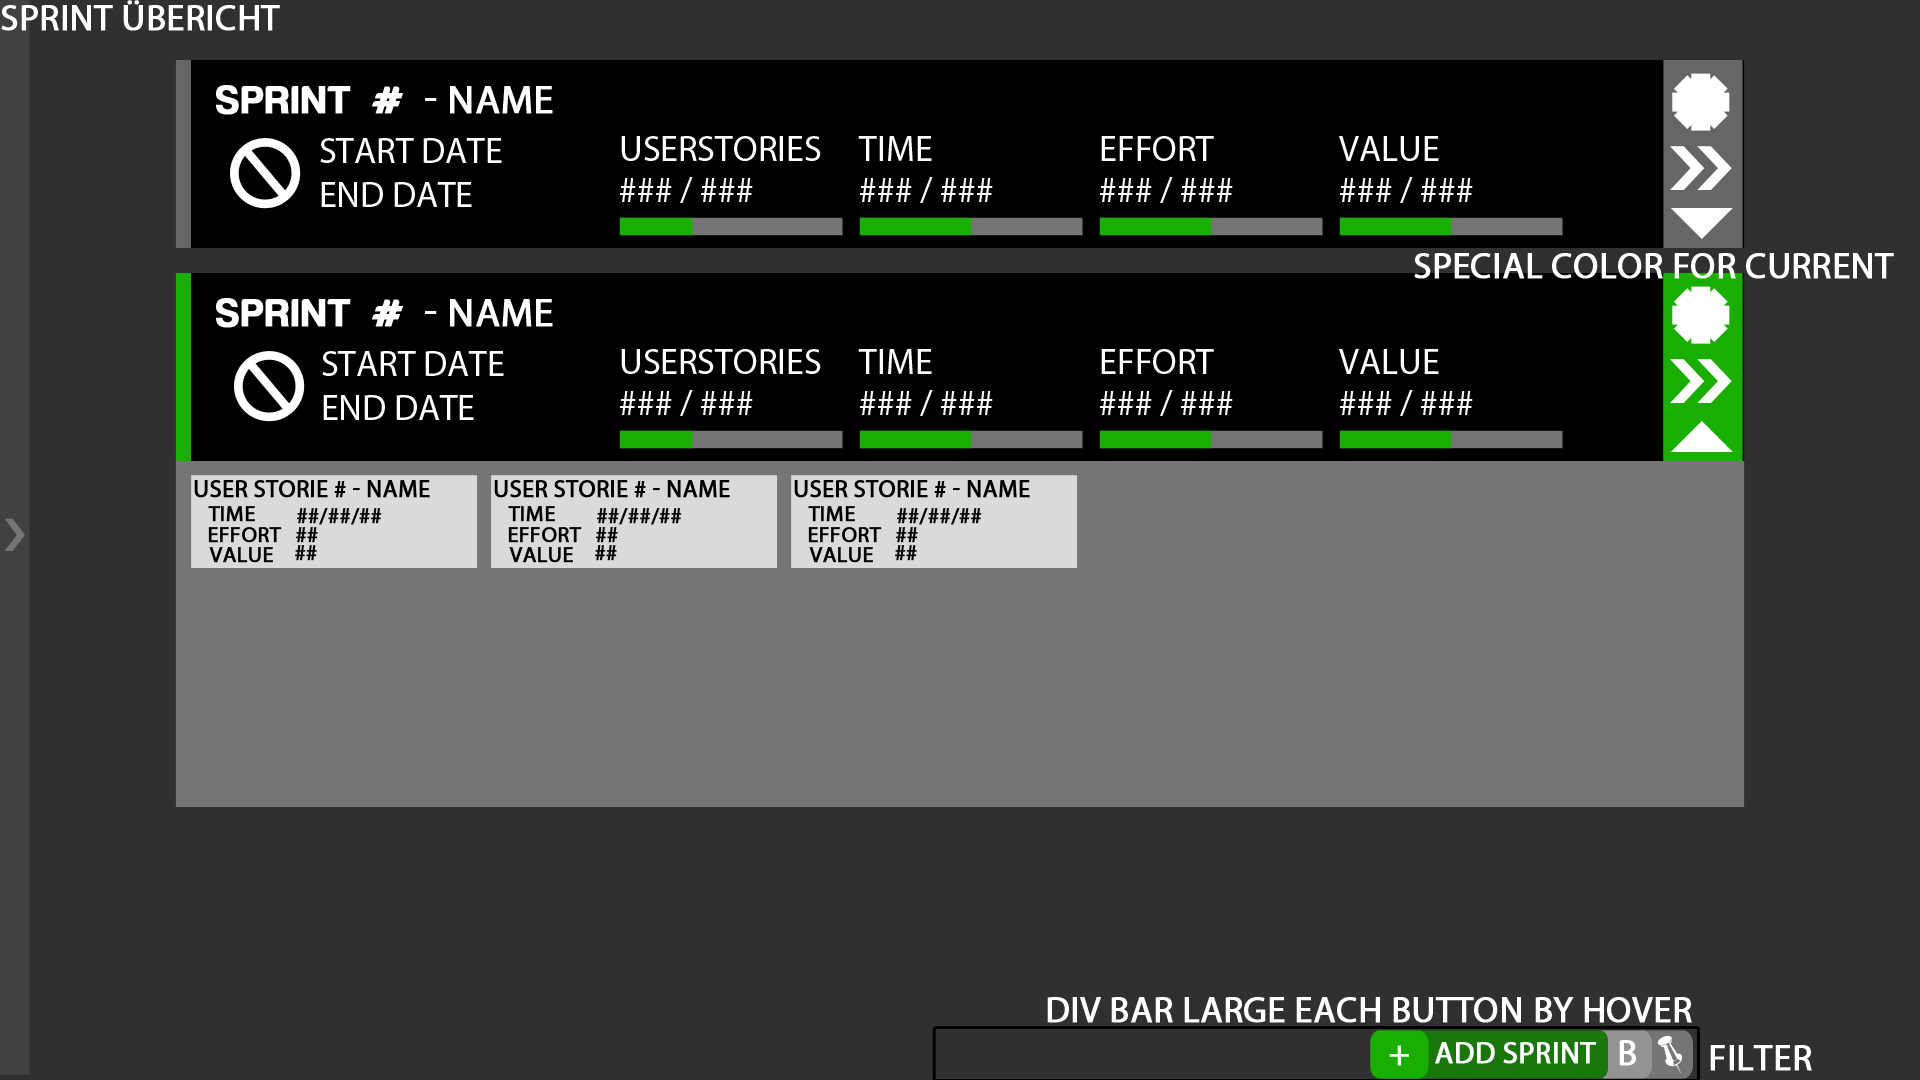 SPRINT ÜBERICHT
SPRINT # - NAME
START DATE
END DATE
USERSTORIES
### / ###
TIME
### / ###
EFFORT
### / ###
VALUE
### / ###
SPECIAL COLOR FOR CURRENT
SPRINT # - NAME
START DATE
END DATE
USERSTORIES
### / ###
TIME
### / ###
EFFORT
### / ###
VALUE
### / ###
USER STORIE # - NAME
TIME ##/##/##
EFFORT ##
VALUE ##
USER STORIE # - NAME
TIME ##/##/##
EFFORT ##
VALUE ##
USER STORIE # - NAME
TIME ##/##/##
EFFORT ##
VALUE ##
DIV BAR LARGE EACH BUTTON BY HOVER
+ ADD SPRINT B
FILTER